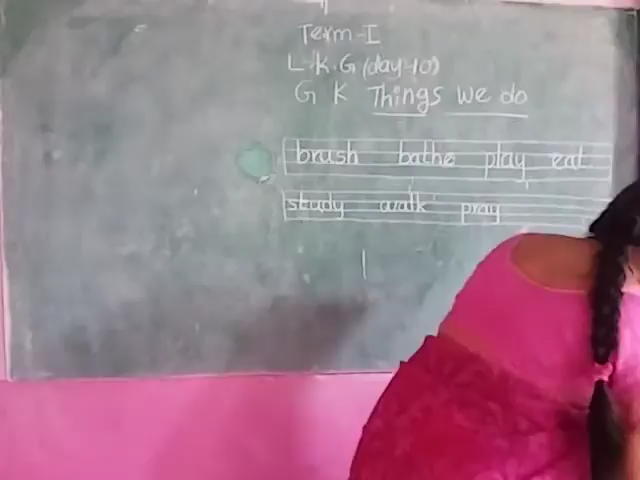 Term-I
L.K.G (day-10)
G K Things we do
brush bathe play eat
study walk pray